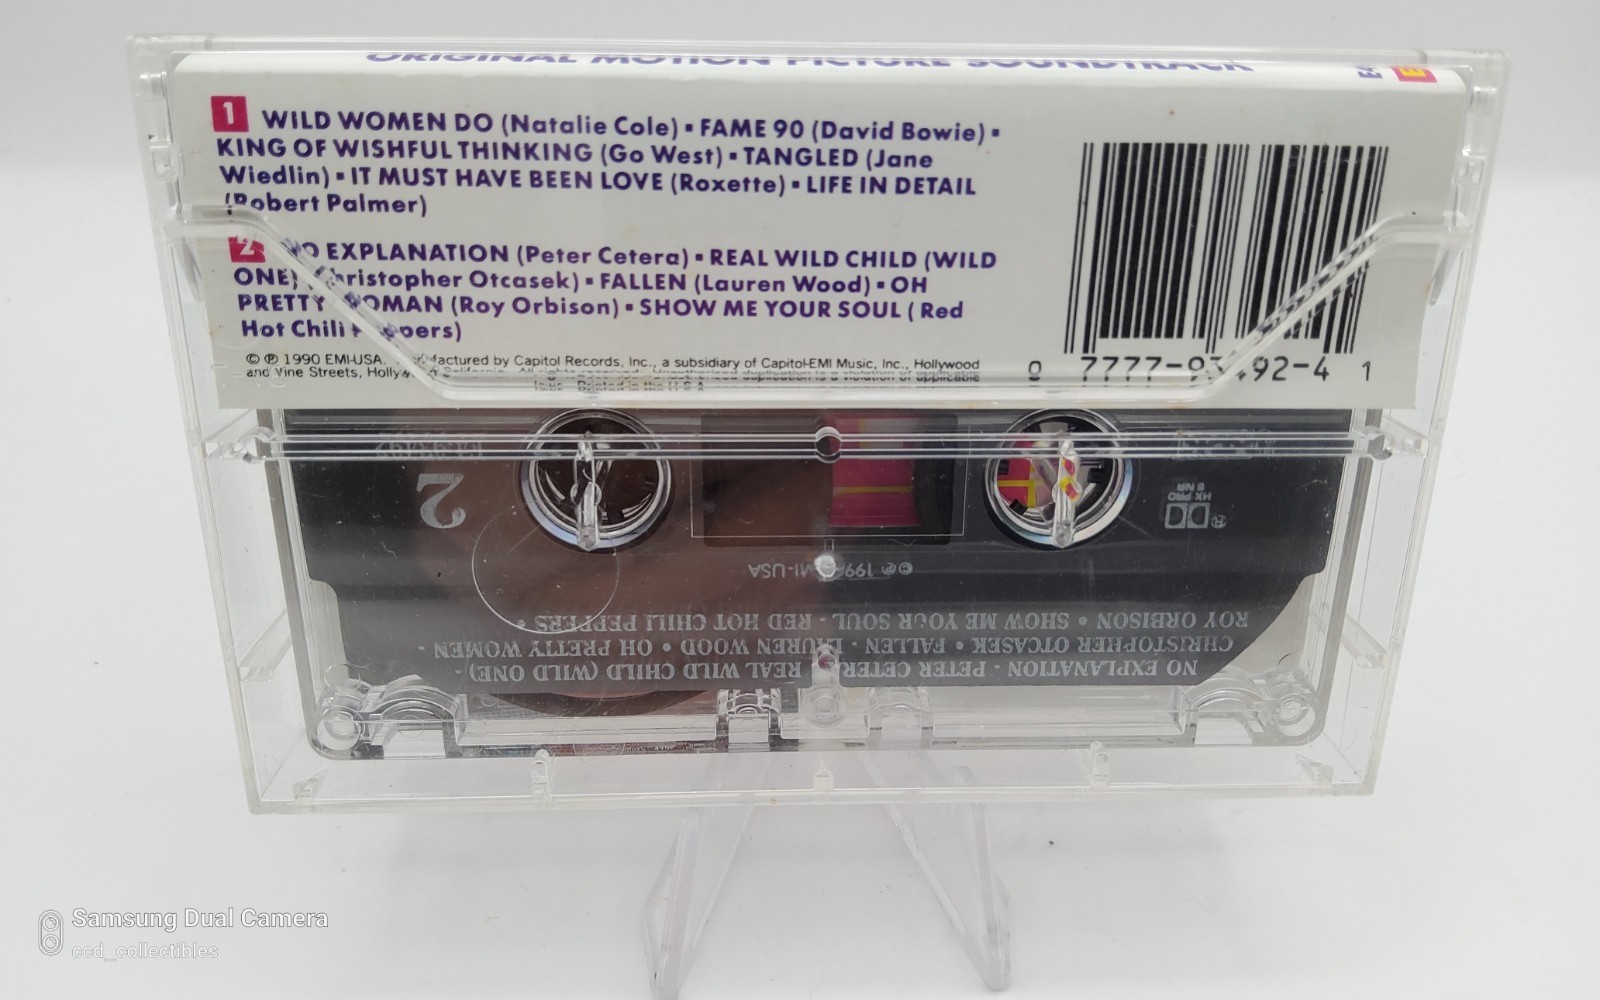 ORIGINAL MOTION PICTURE SOUNDTRACK
1 WILD WOMEN DO (Natalie Cole) ▪ FAME 90 (David Bowie) ▪
KING OF WISHFUL THINKING (Go West) ▪ TANGLED (Jane
Wiedlin) ▪ IT MUST HAVE BEEN LOVE (Roxette) ▪ LIFE IN DETAIL
(Robert Palmer)
2 NO EXPLANATION (Peter Cetera) ▪ REAL WILD CHILD (WILD
ONE) (Christopher Otcasek) ▪ FALLEN (Lauren Wood) ▪ OH
PRETTY WOMAN (Roy Orbison) ▪ SHOW ME YOUR SOUL ( Red
Hot Chili Peppers)
© ℗ 1990 EMI-USA. Manufactured by Capitol Records, Inc., a subsidiary of Capitol-EMI Music, Inc., Hollywood
and Vine Streets, Hollywood, California. All rights reserved. Unauthorized duplication is a violation of applicable
laws. Printed in the U.S.A.
0 7777-93492-4 1
2
HX PRO
B NR
℗ 1990 EMI-USA
NO EXPLANATION - PETER CETERA REAL WILD CHILD (WILD ONE) -
CHRISTOPHER OTCASEK • FALLEN - LAUREN WOOD • OH PRETTY WOMEN -
ROY ORBISON • SHOW ME YOUR SOUL - RED HOT CHILI PEPPERS •
Samsung Dual Camera
ccd_collectibles